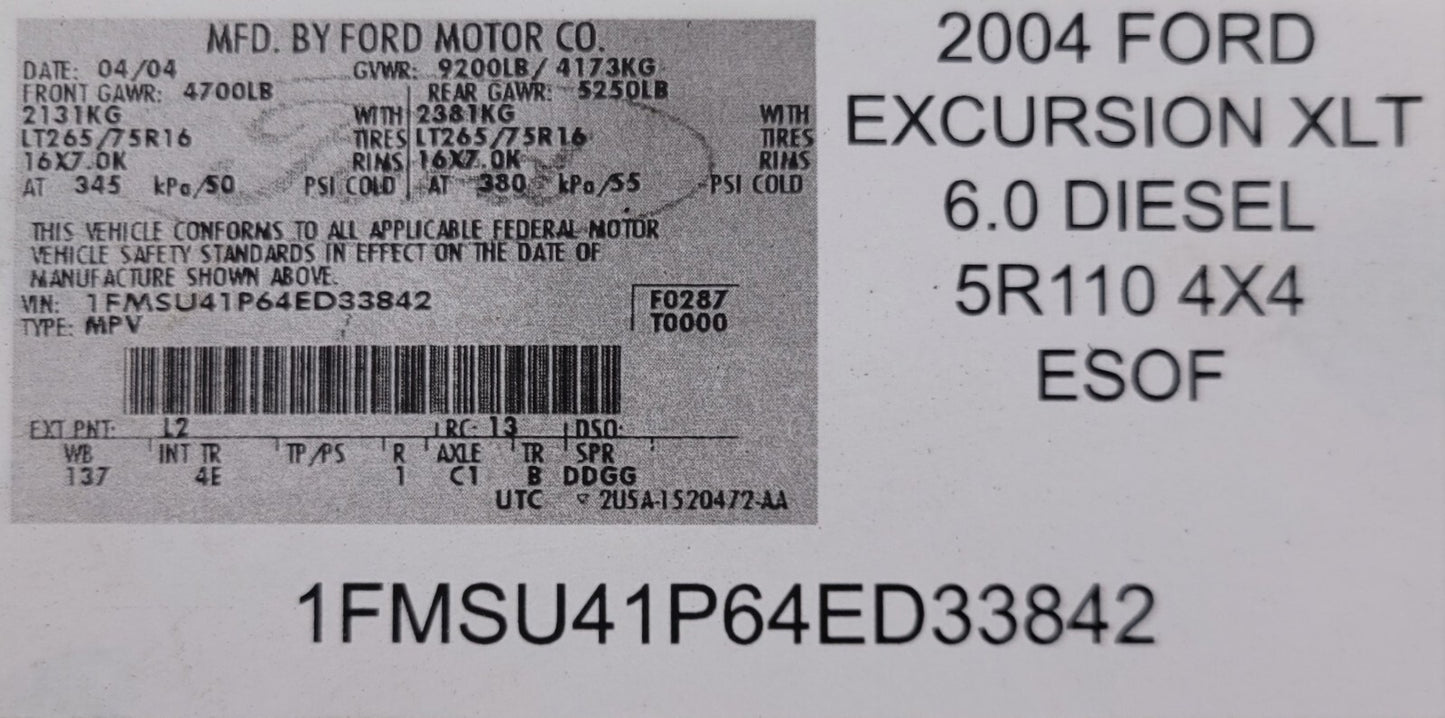 MFD. BY FORD MOTOR CO.
DATE: 04/04 GVWR: 9200LB/ 4173KG
FRONT GAWR: 4700LB REAR GAWR: 5250LB
2131KG WITH 2381KG WITH
LT265/75R16 TIRES LT265/75R16 TIRES
16X7.0K RIMS 16X7.0K RIMS
AT 345 kPa/50 PSI COLD AT 380 kPa/55 PSI COLD
THIS VEHICLE CONFORMS TO ALL APPLICABLE FEDERAL MOTOR
VEHICLE SAFETY STANDARDS IN EFFECT ON THE DATE OF
MANUFACTURE SHOWN ABOVE.
VIN: 1FMSU41P64ED33842 F0287
TYPE: MPV T0000
EXT PNT: L2 RC: 13 DSO:
WB INT TR TP/PS R AXLE TR SPR
137 4E 1 C1 B DDGG
UTC 2U5A-1520472-AA
2004 FORD
EXCURSION XLT
6.0 DIESEL
5R110 4X4
ESOF
1FMSU41P64ED33842